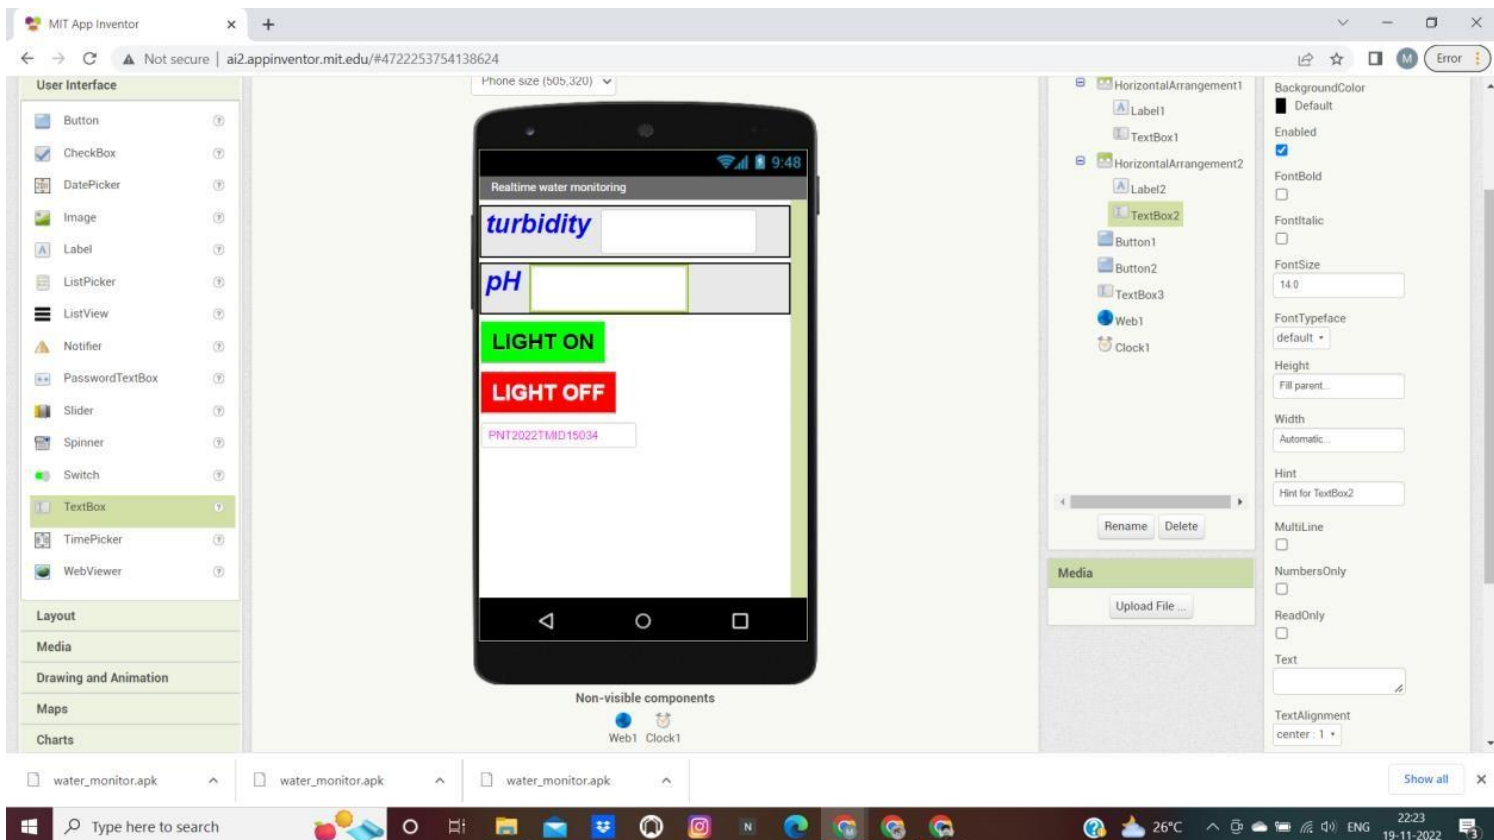 MIT App Inventor
Not secure | ai2.appinventor.mit.edu/#4722253754138624
M
Error
User Interface
Button
CheckBox
DatePicker
Image
Label
ListPicker
ListView
Notifier
PasswordTextBox
Slider
Spinner
Switch
TextBox
TimePicker
WebViewer
Layout
Media
Drawing and Animation
Maps
Charts
Phone size (505,320)
9:48
Realtime water monitoring
turbidity
pH
LIGHT ON
LIGHT OFF
PNT2022TMID15034
Non-visible components
Web1 Clock1
HorizontalArrangement1
Label1
TextBox1
HorizontalArrangement2
Label2
TextBox2
Button1
Button2
TextBox3
Web1
Clock1
Rename Delete
Media
Upload File ...
BackgroundColor
Default
Enabled
FontBold
FontItalic
FontSize
14.0
FontTypeface
default
Height
Fill parent...
Width
Automatic...
Hint
Hint for TextBox2
MultiLine
NumbersOnly
ReadOnly
Text
TextAlignment
center : 1
water_monitor.apk water_monitor.apk water_monitor.apk Show all
Type here to search
N
26°C
ENG
22:23
19-11-2022
3